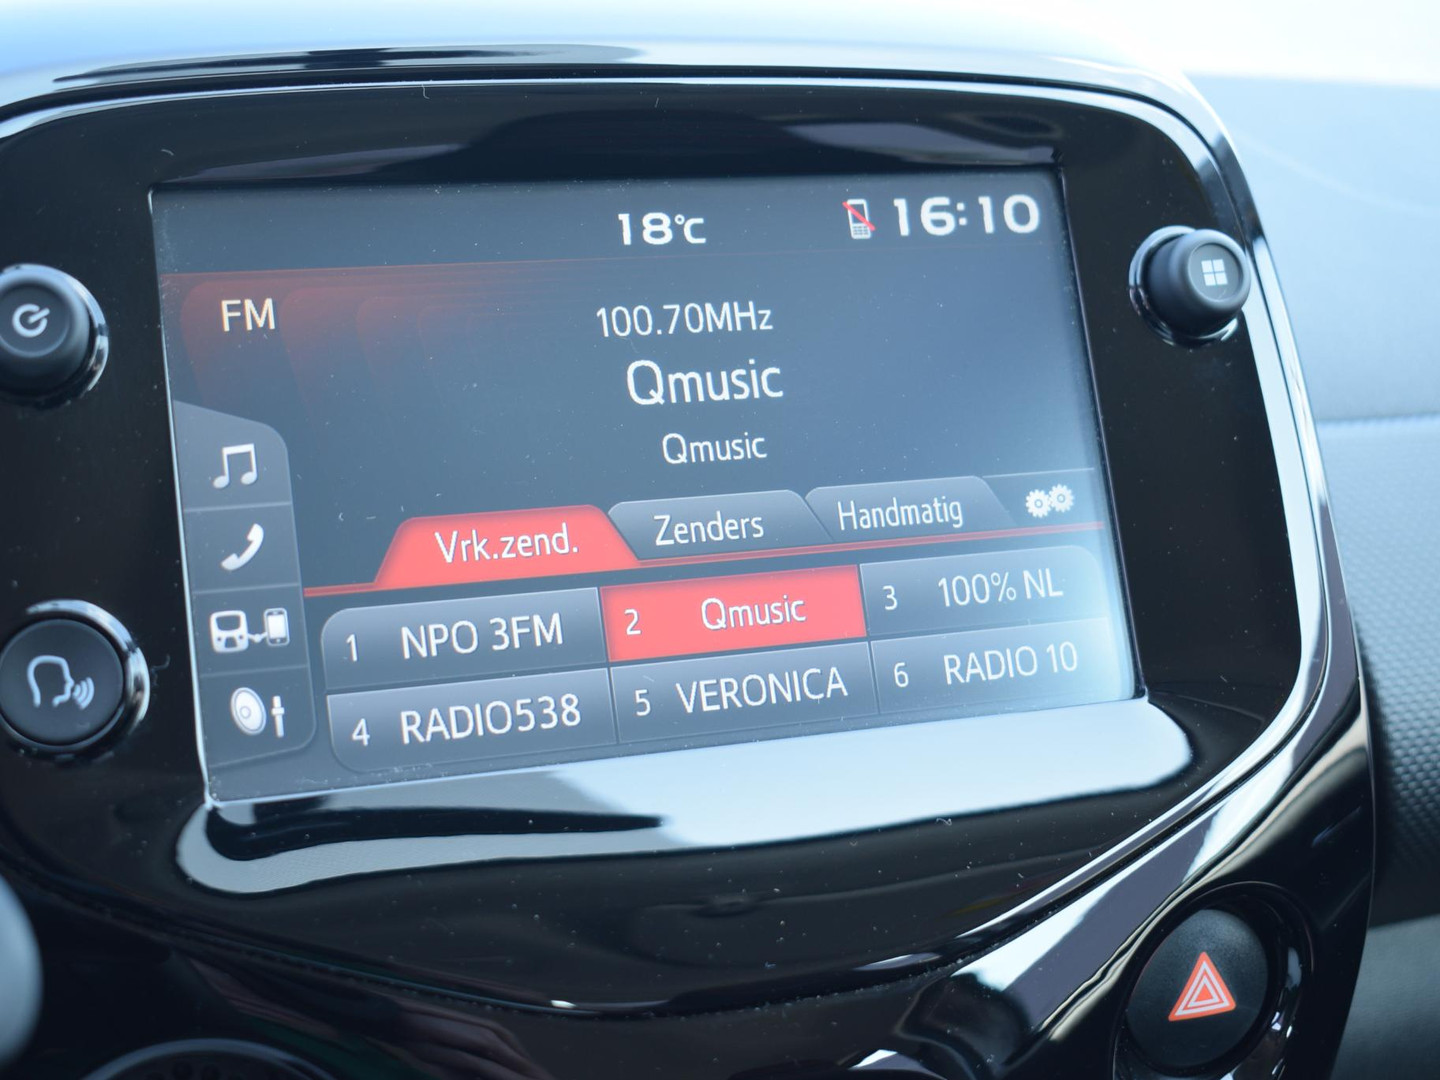 18°C 16:10
FM 100.70MHz
Qmusic
Qmusic
Vrk.zend. Zenders Handmatig
1 NPO 3FM 2 Qmusic 3 100% NL
4 RADIO538 5 VERONICA 6 RADIO 10